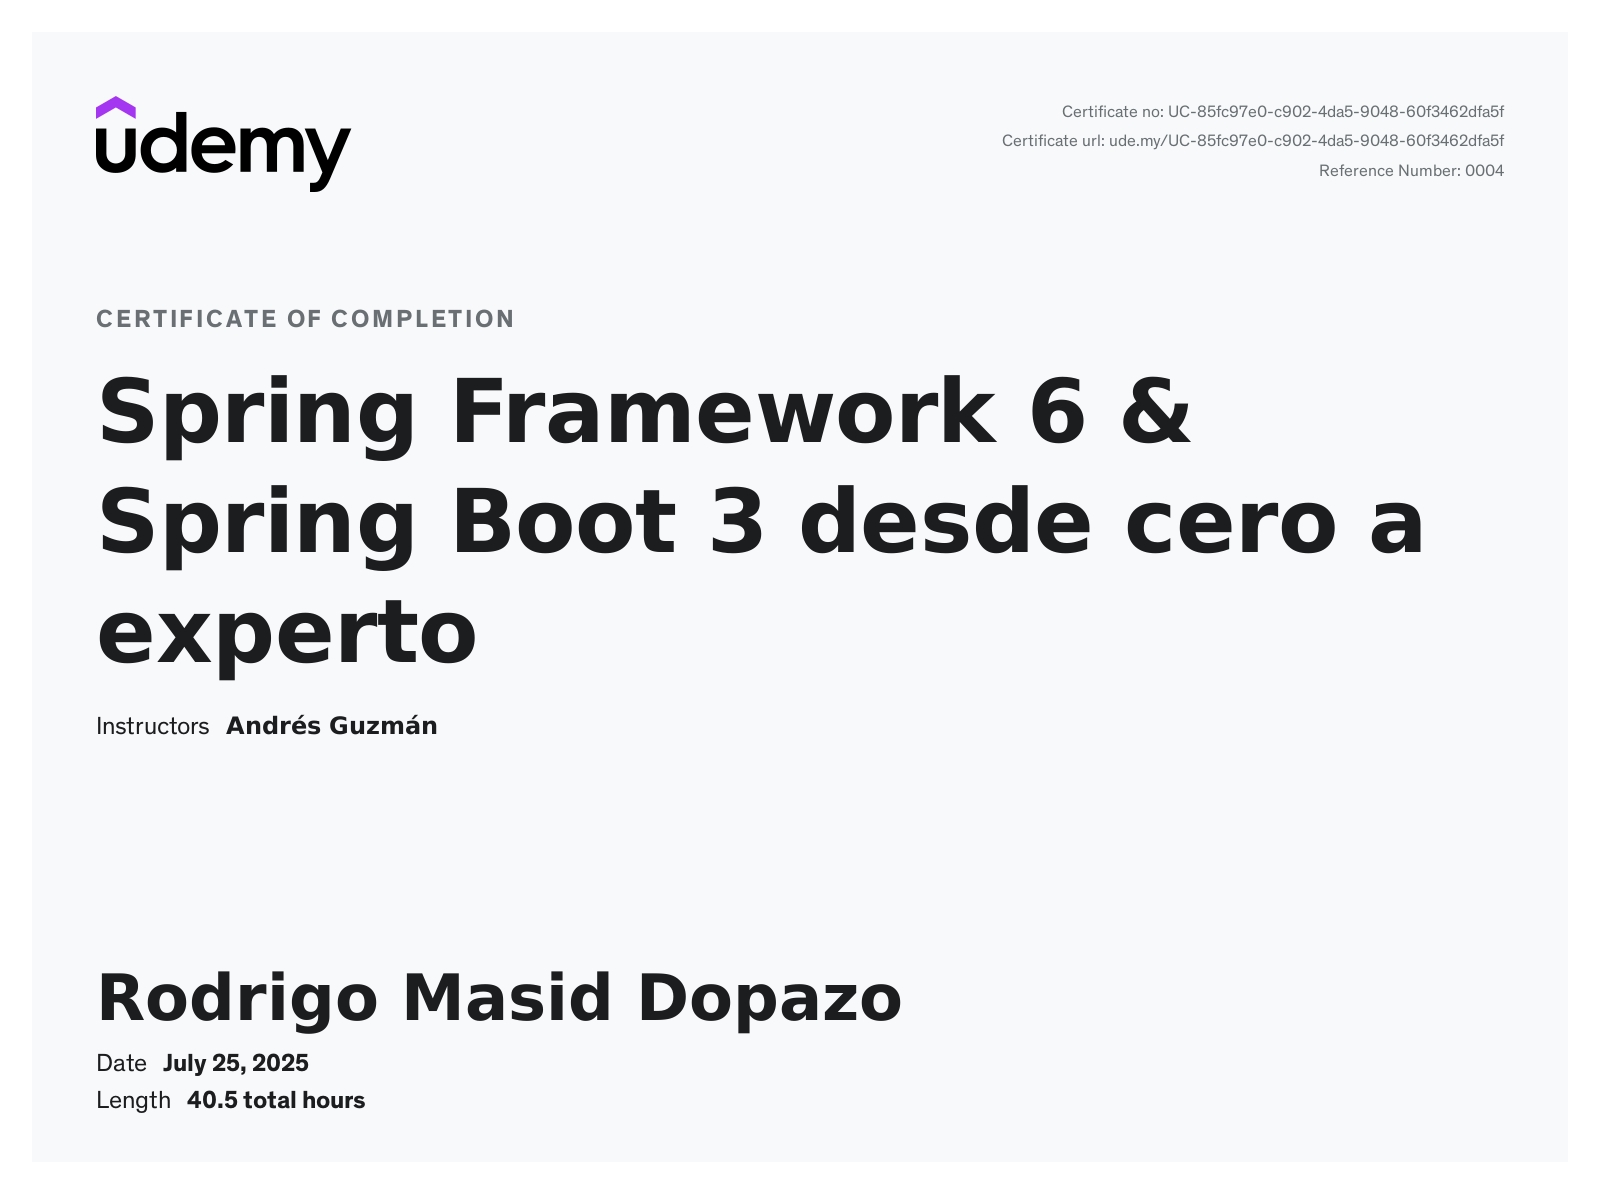 udemy
Certificate no: UC-85fc97e0-c902-4da5-9048-60f3462dfa5f
Certificate url: ude.my/UC-85fc97e0-c902-4da5-9048-60f3462dfa5f
Reference Number: 0004
CERTIFICATE OF COMPLETION
Spring Framework 6 &
Spring Boot 3 desde cero a
experto
Instructors Andrés Guzmán
Rodrigo Masid Dopazo
Date July 25, 2025
Length 40.5 total hours